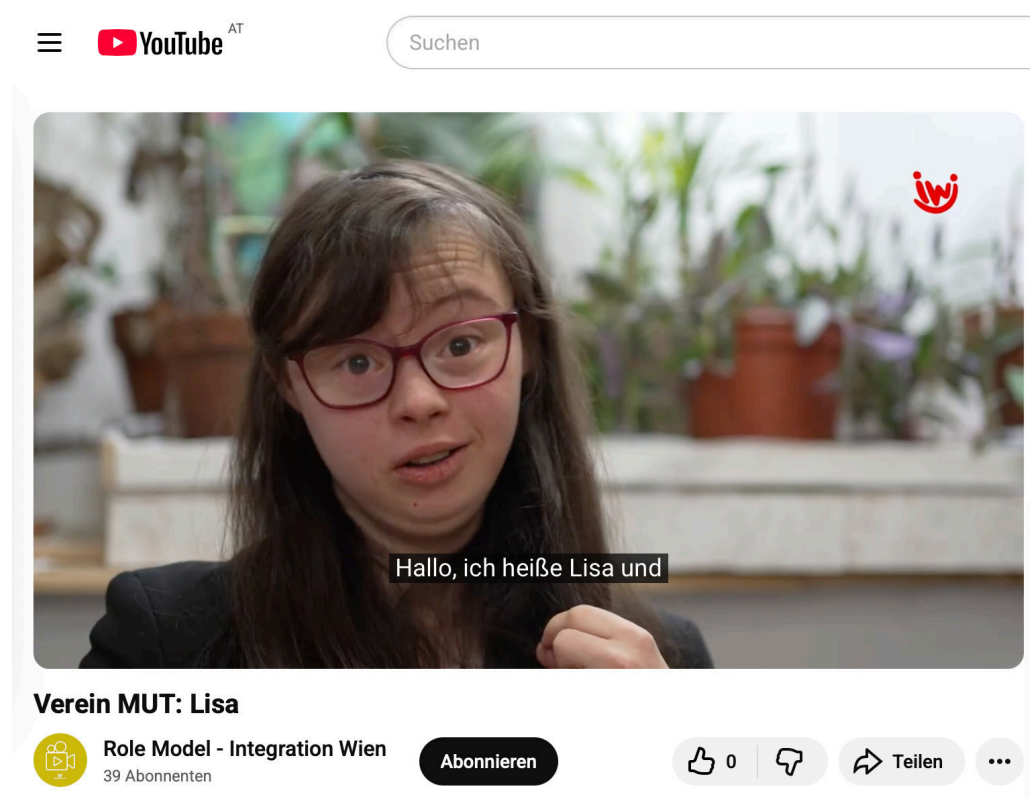 YouTube AT
Suchen
iwi
Hallo, ich heiße Lisa und
Verein MUT: Lisa
Role Model - Integration Wien
39 Abonnenten
Abonnieren
0
Teilen